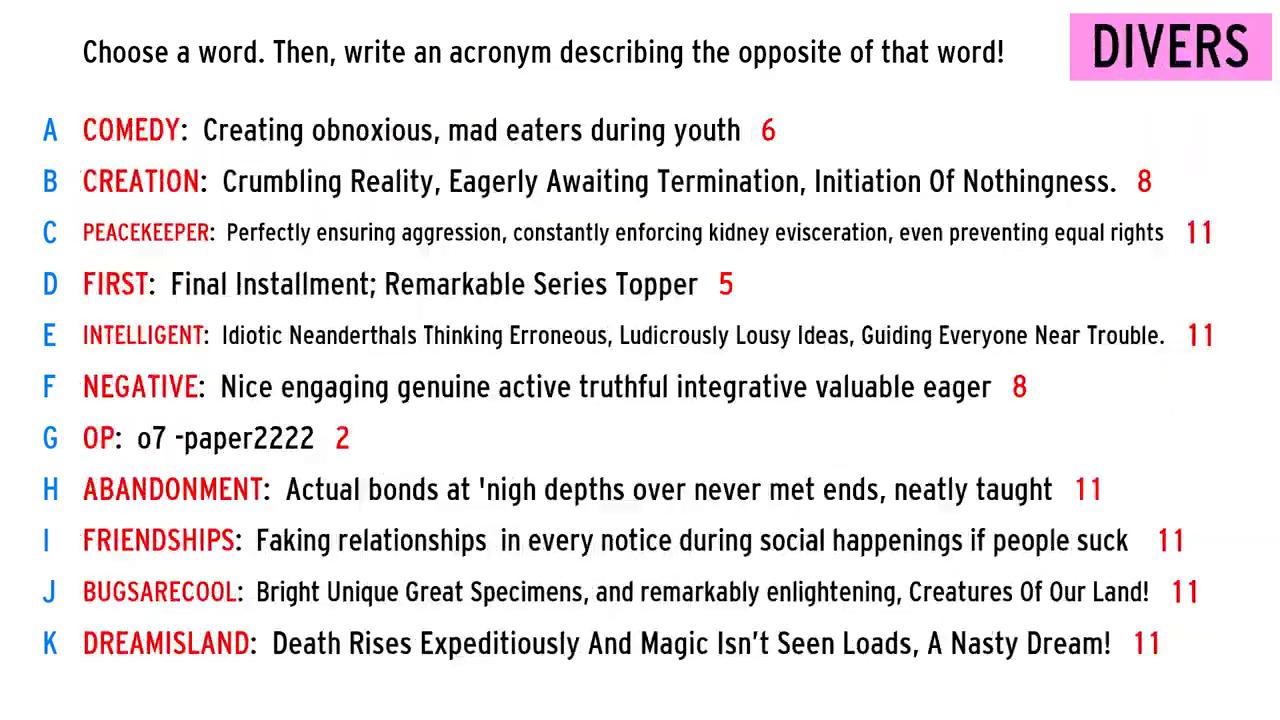 Choose a word. Then, write an acronym describing the opposite of that word!
DIVERS
A COMEDY: Creating obnoxious, mad eaters during youth 6
B CREATION: Crumbling Reality, Eagerly Awaiting Termination, Initiation Of Nothingness. 8
C PEACEKEEPER: Perfectly ensuring aggression, constantly enforcing kidney evisceration, even preventing equal rights 11
D FIRST: Final Installment; Remarkable Series Topper 5
E INTELLIGENT: Idiotic Neanderthals Thinking Erroneous, Ludicrously Lousy Ideas, Guiding Everyone Near Trouble. 11
F NEGATIVE: Nice engaging genuine active truthful integrative valuable eager 8
G OP: o7 -paper2222 2
H ABANDONMENT: Actual bonds at 'nigh depths over never met ends, neatly taught 11
I FRIENDSHIPS: Faking relationships in every notice during social happenings if people suck 11
J BUGSARECOOL: Bright Unique Great Specimens, and remarkably enlightening, Creatures Of Our Land! 11
K DREAMISLAND: Death Rises Expeditiously And Magic Isn’t Seen Loads, A Nasty Dream! 11